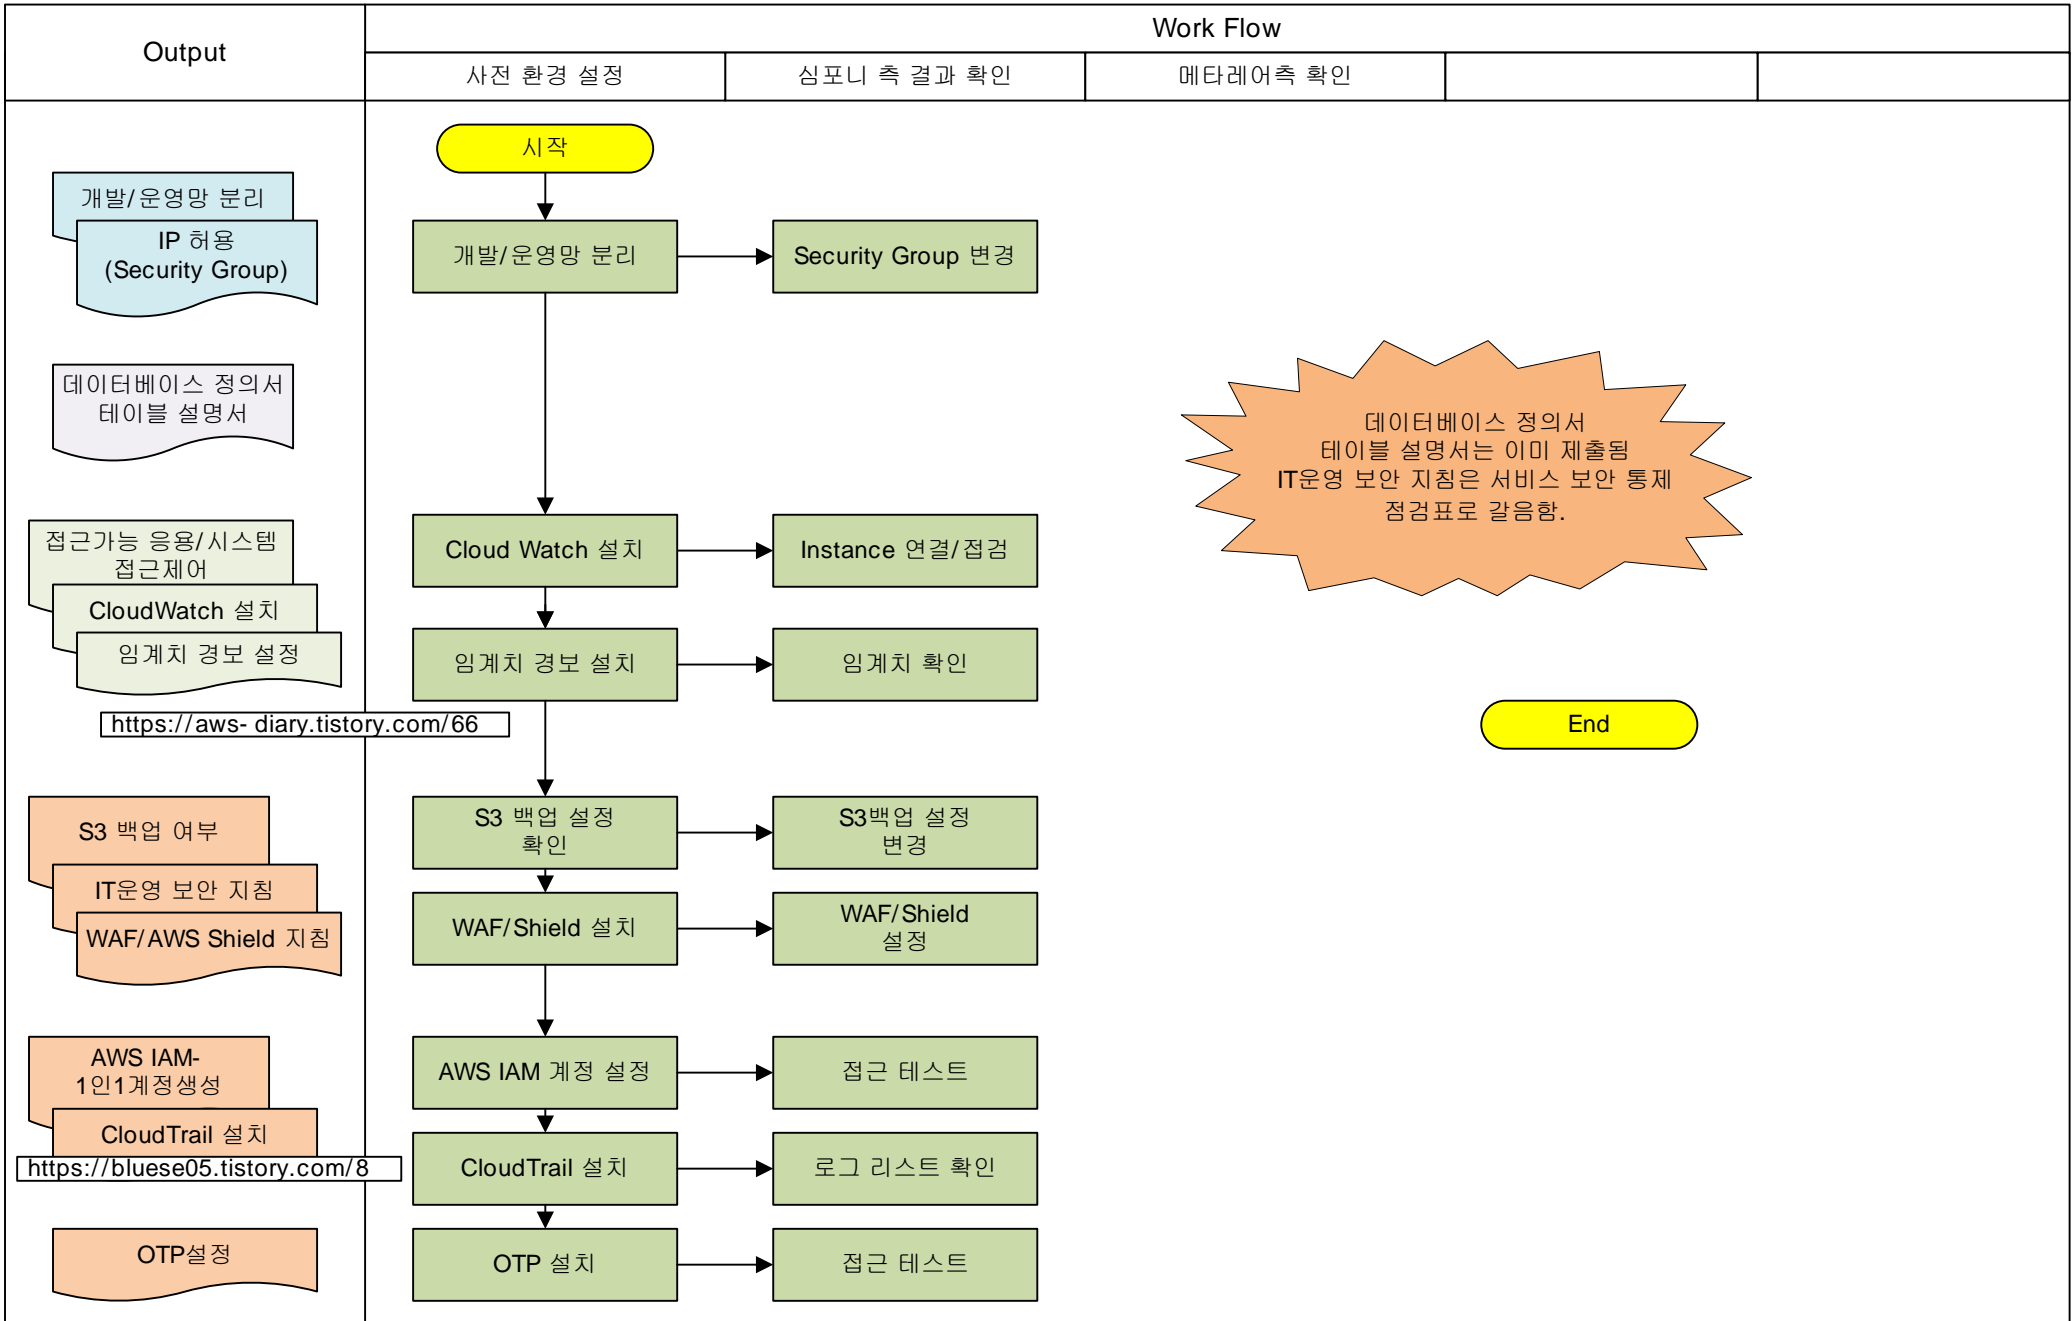 Output
Work Flow
사전 환경 설정
심포니 측 결과 확인
메타레어측 확인
시작
개발/운영망 분리
IP 허용
(Security Group)
개발/운영망 분리
Security Group 변경
데이터베이스 정의서
테이블 설명서
데이터베이스 정의서
테이블 설명서는 이미 제출됨
IT운영 보안 지침은 서비스 보안 통제
점검표로 갈음함.
접근가능 응용/시스템
접근제어
CloudWatch 설치
임계치 경보 설정
Cloud Watch 설치
Instance 연결/접검
임계치 경보 설치
임계치 확인
https://aws- diary.tistory.com/66
End
S3 백업 여부
IT운영 보안 지침
WAF/AWS Shield 지침
S3 백업 설정
확인
S3백업 설정
변경
WAF/Shield 설치
WAF/Shield
설정
AWS IAM-
1인1계정생성
CloudTrail 설치
https://bluese05.tistory.com/8
AWS IAM 계정 설정
접근 테스트
CloudTrail 설치
로그 리스트 확인
OTP설정
OTP 설치
접근 테스트